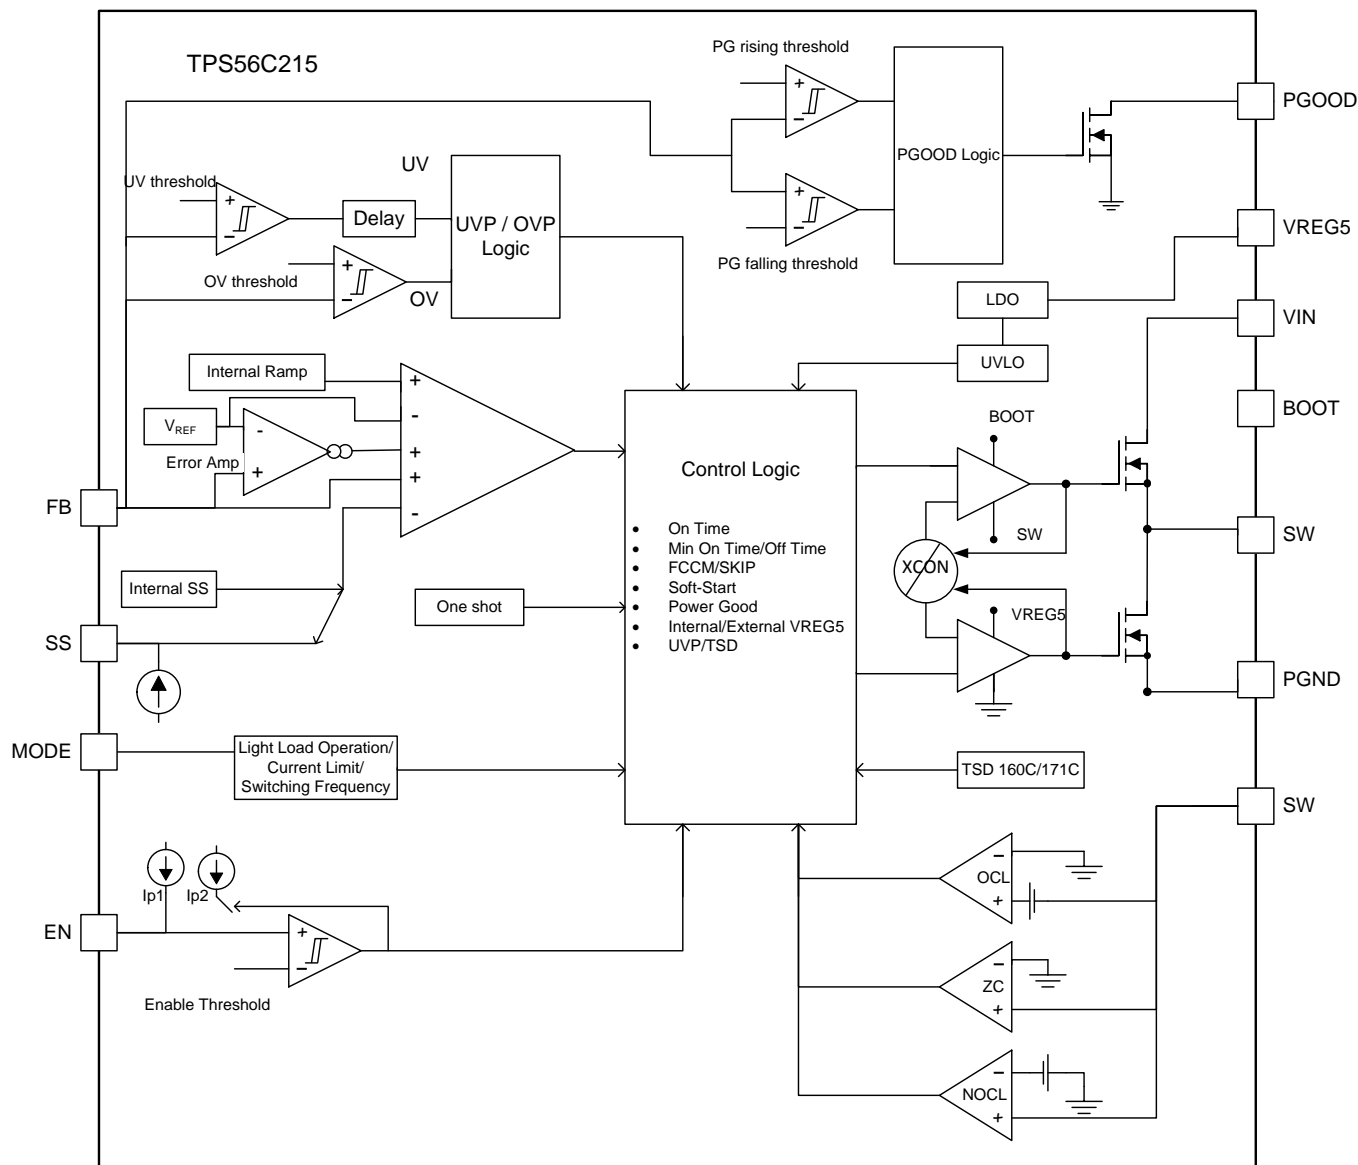 TPS56C215
PG rising threshold
+
-
PGOOD Logic
PGOOD
UV
UV threshold
+
-
Delay
UVP / OVP
Logic
+
-
PG falling threshold
VREG5
OV threshold
+
-
OV
LDO
VIN
UVLO
Internal Ramp
+
-
VREF
-
Error Amp
+
+
+
-
BOOT
BOOT
Control Logic
FB
SW
SW
• On Time
• Min On Time/Off Time
• FCCM/SKIP
• Soft-Start
• Power Good
• Internal/External VREG5
• UVP/TSD
XCON
Internal SS
One shot
VREG5
SS
PGND
MODE
Light Load Operation/
Current Limit/
Switching Frequency
TSD 160C/171C
SW
Ip1
Ip2
EN
+
-
Enable Threshold
-
OCL
+
-
ZC
+
-
NOCL
+